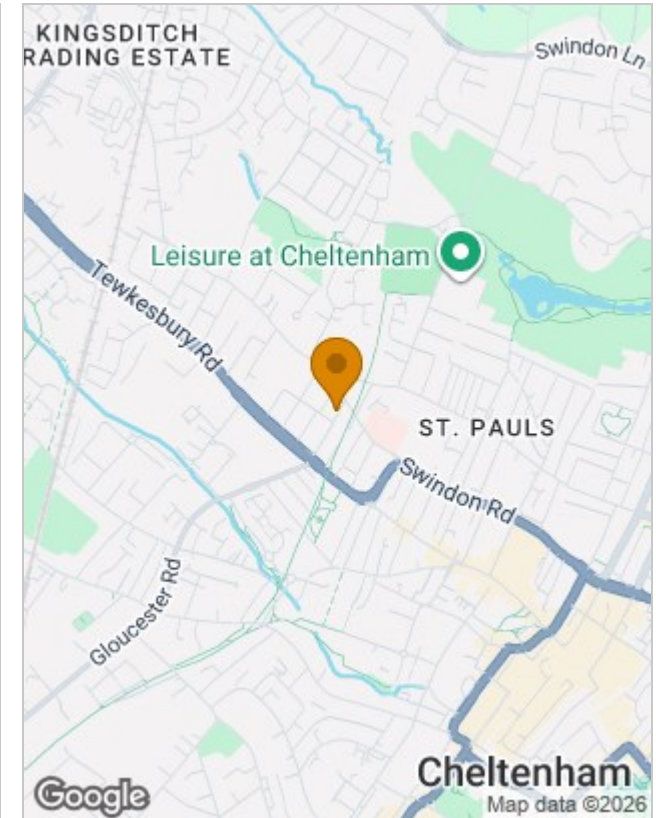 KINGSDITCH
RADING ESTATE
Swindon Ln
Leisure at Cheltenham
Tewkesbury Rd
ST. PAULS
Swindon Rd
Gloucester Rd
Cheltenham
Google
Map data ©2026